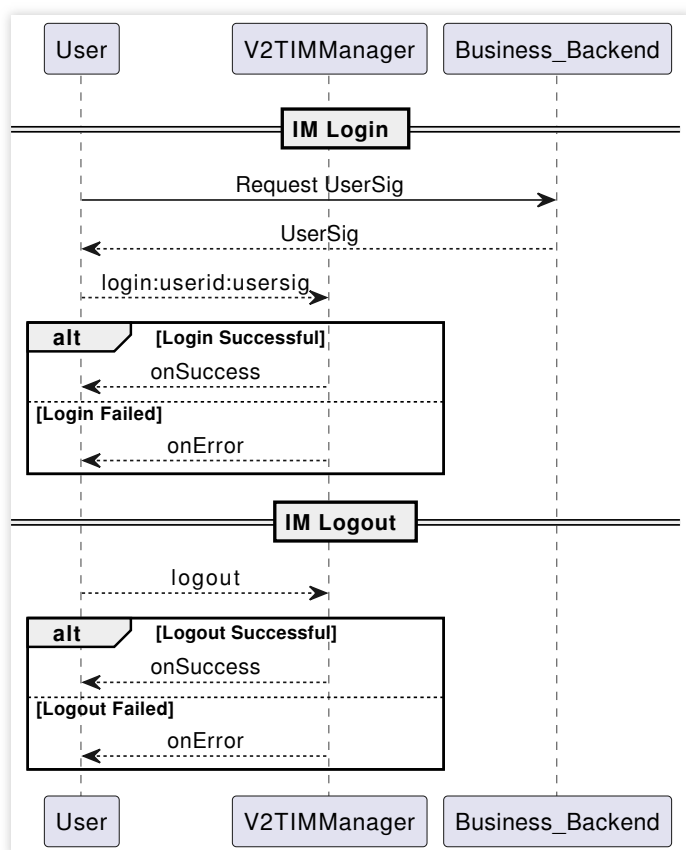 User V2TIMManager Business_Backend
IM Login
Request UserSig
UserSig
login:userid:usersig
alt [Login Successful]
onSuccess
[Login Failed]
onError
IM Logout
logout
alt [Logout Successful]
onSuccess
[Logout Failed]
onError
User V2TIMManager Business_Backend